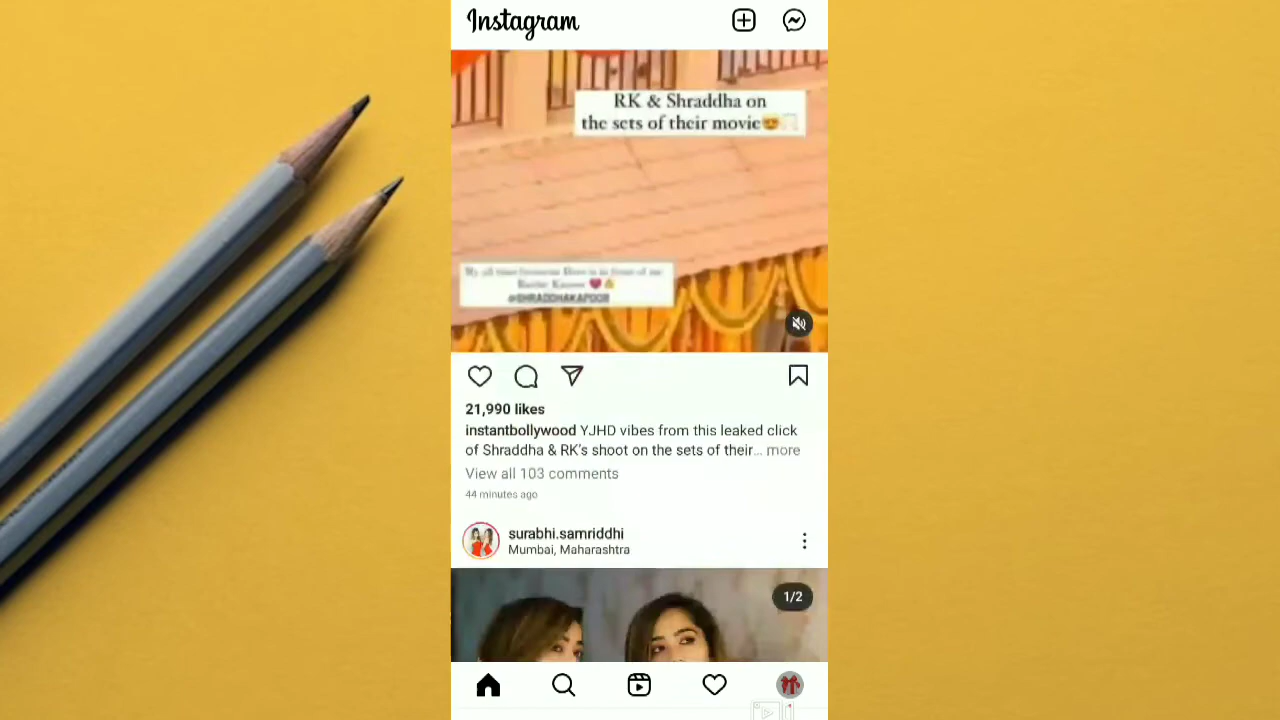 Instagram
RK & Shraddha on
the sets of their movie
@SHRADDHAKAPOOR
21,990 likes
instantbollywood YJHD vibes from this leaked click
of Shraddha & RK's shoot on the sets of their... more
View all 103 comments
44 minutes ago
surabhi.samriddhi
Mumbai, Maharashtra
1/2